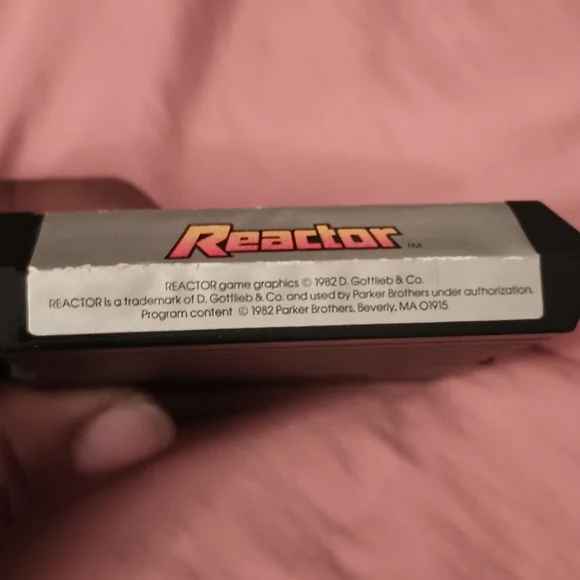 Reactor™
REACTOR game graphics © 1982 D. Gottlieb & Co.
REACTOR is a trademark of D. Gottlieb & Co. and used by Parker Brothers under authorization.
Program content © 1982 Parker Brothers, Beverly, MA 01915